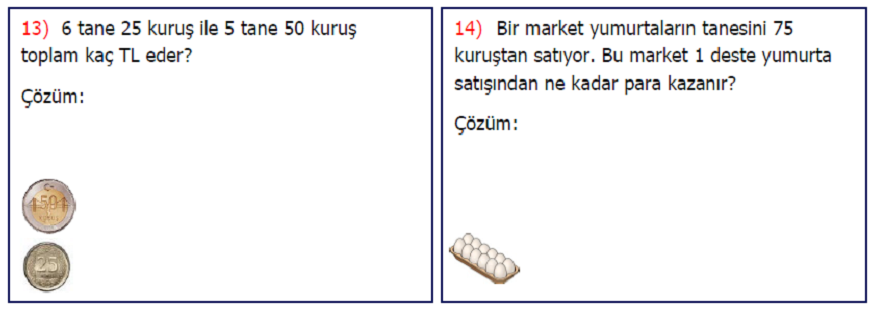 13) 6 tane 25 kuruş ile 5 tane 50 kuruş
toplam kaç TL eder?
Çözüm:
50
25
14) Bir market yumurtaların tanesini 75
kuruştan satıyor. Bu market 1 deste yumurta
satışından ne kadar para kazanır?
Çözüm: